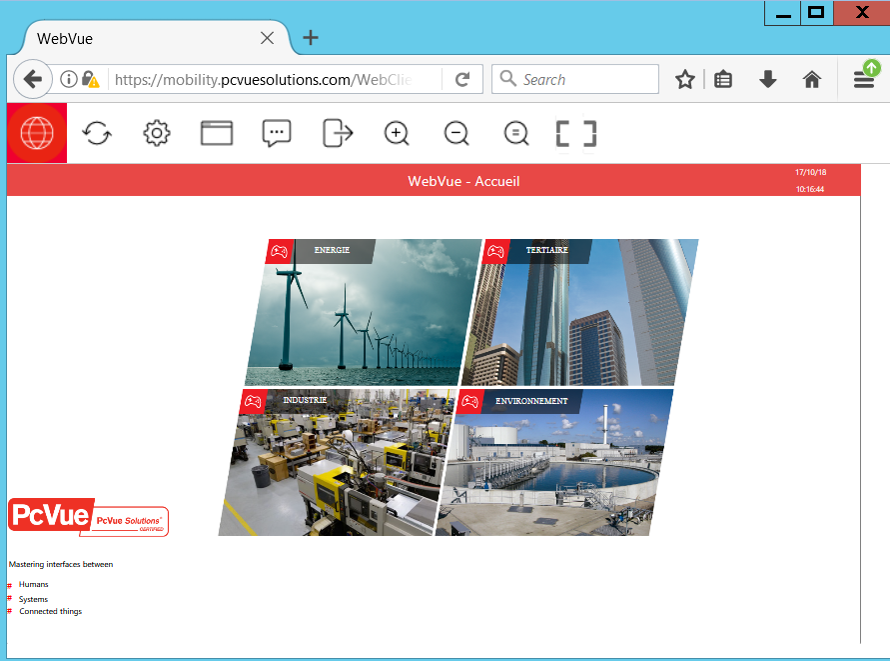 WebVue
https://mobility.pcvuesolutions.com/WebClie
Search
WebVue - Accueil
17/10/18
10:16:44
ENERGIE
TERTIAIRE
INDUSTRIE
ENVIRONNEMENT
PcVue
PcVue Solutions
CERTIFIED
Mastering interfaces between
# Humans
# Systems
# Connected things